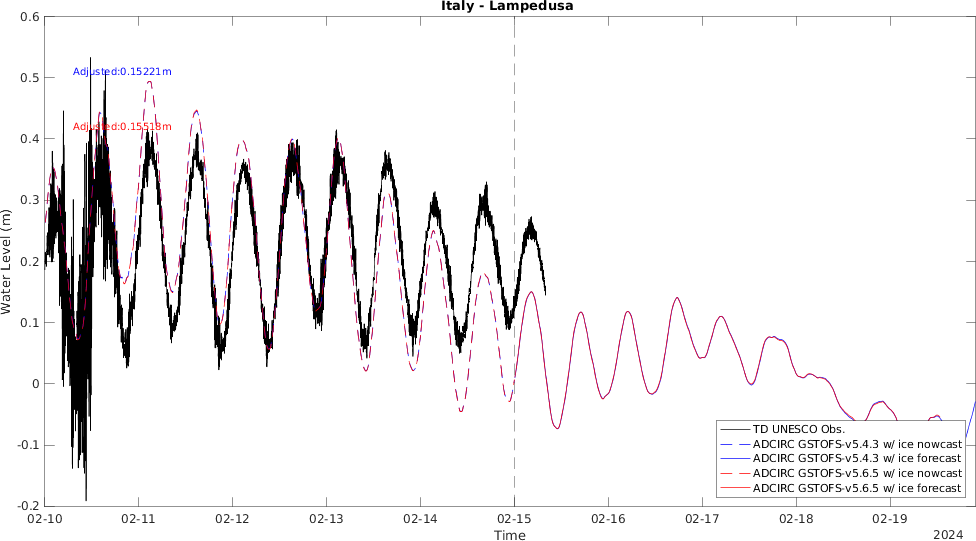 Italy - Lampedusa
0.6
0.5
0.4
0.3
0.2
0.1
0
-0.1
-0.2
Water Level (m)
Adjusted:0.15221m
Adjusted:0.15518m
TD UNESCO Obs.
ADCIRC GSTOFS-v5.4.3 w/ ice nowcast
ADCIRC GSTOFS-v5.4.3 w/ ice forecast
ADCIRC GSTOFS-v5.6.5 w/ ice nowcast
ADCIRC GSTOFS-v5.6.5 w/ ice forecast
02-10 02-11 02-12 02-13 02-14 02-15 02-16 02-17 02-18 02-19
Time
2024